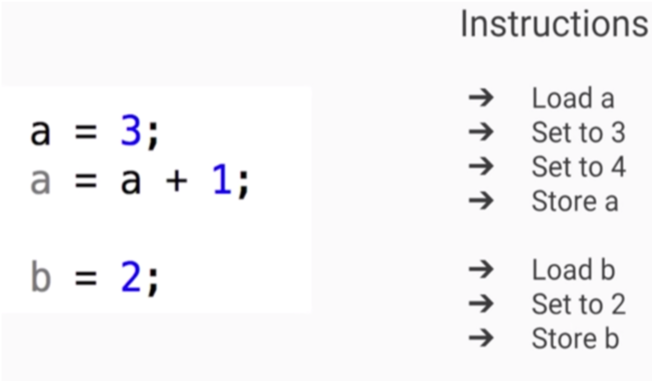 Instructions
a = 3;
a = a + 1;
b = 2;
➔ Load a
➔ Set to 3
➔ Set to 4
➔ Store a
➔ Load b
➔ Set to 2
➔ Store b